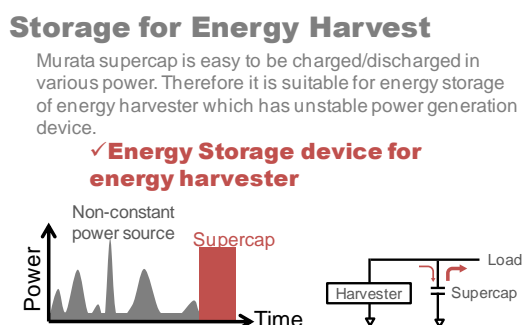 Storage for Energy Harvest
Murata supercap is easy to be charged/discharged in
various power. Therefore it is suitable for energy storage
of energy harvester which has unstable power generation
device.
✓Energy Storage device for
energy harvester
Non-constant
power source
Supercap
Power
Time
Load
Harvester
Supercap